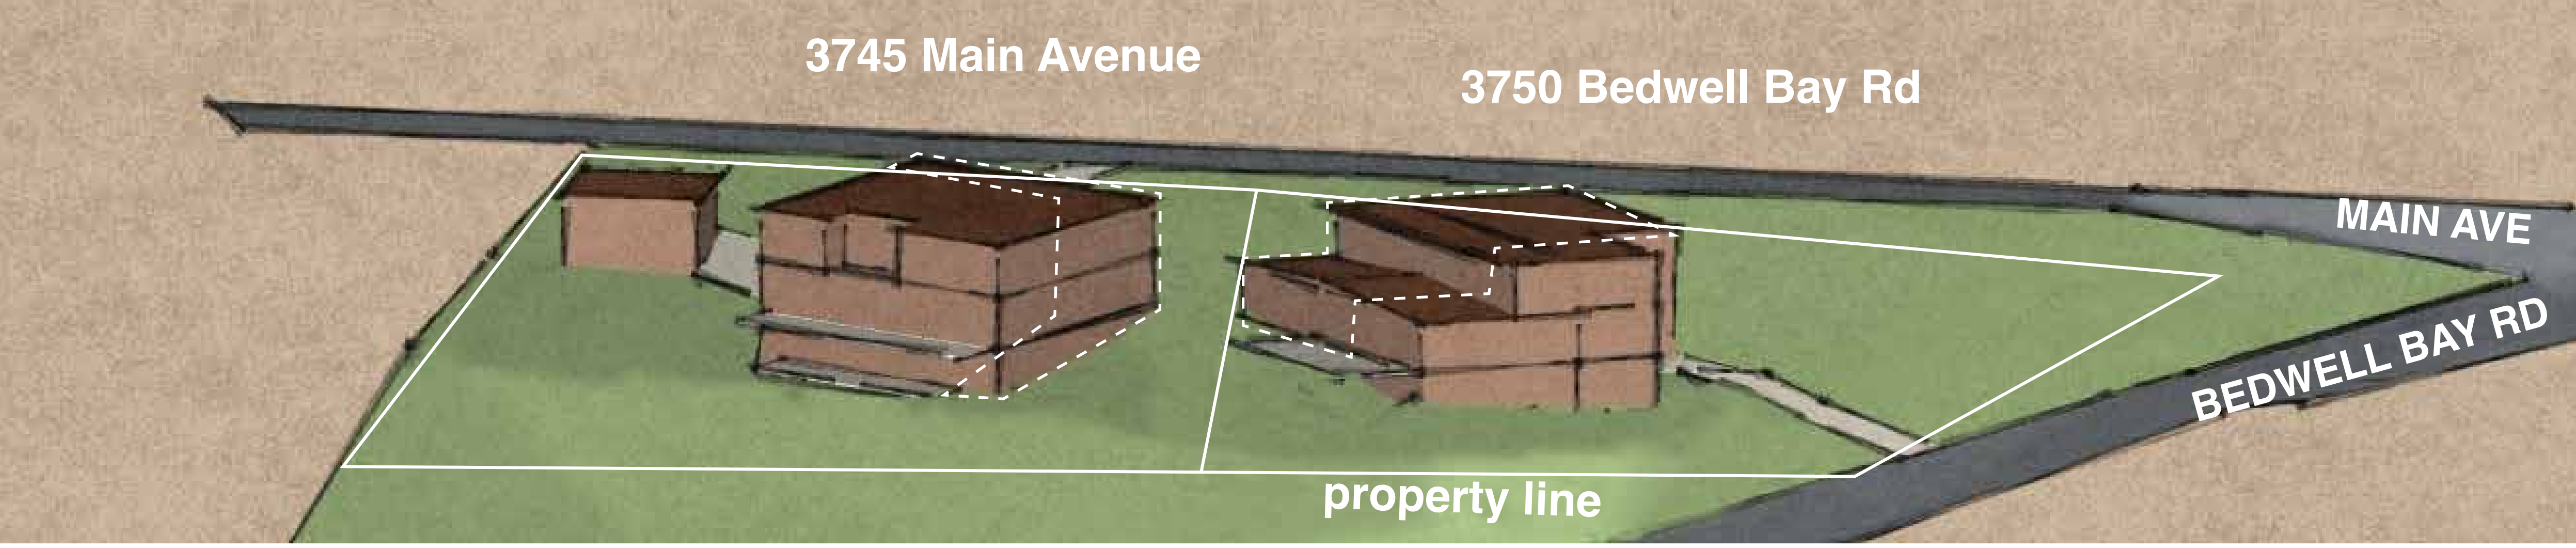 3745 Main Avenue
3750 Bedwell Bay Rd
MAIN AVE
BEDWELL BAY RD
property line